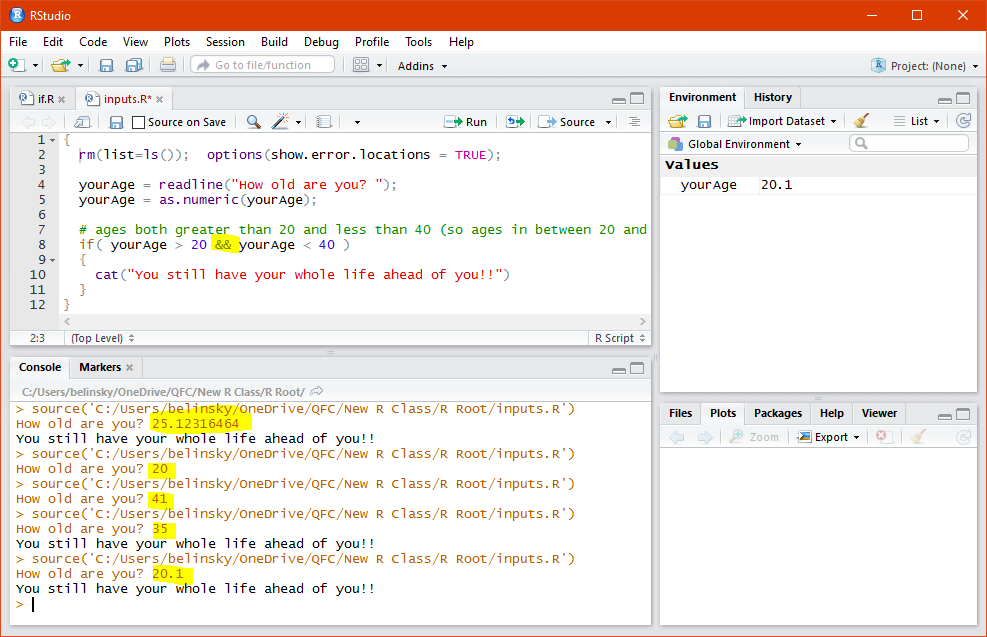 RStudio
File Edit Code View Plots Session Build Debug Profile Tools Help
Go to file/function Addins Project: (None)
if.R inputs.R*
Source on Save Run Source
1 {
2 rm(list=ls()); options(show.error.locations = TRUE);
3
4 yourAge = readline("How old are you? ");
5 yourAge = as.numeric(yourAge);
6
7 # ages both greater than 20 and less than 40 (so ages in between 20 and
8 if( yourAge > 20 && yourAge < 40 )
9 {
10 cat("You still have your whole life ahead of you!!")
11 }
12 }
2:3 (Top Level) R Script
Console Markers
C:/Users/belinsky/OneDrive/QFC/New R Class/R Root/
> source('C:/Users/belinsky/OneDrive/QFC/New R Class/R Root/inputs.R')
How old are you? 25.12316464
You still have your whole life ahead of you!!
> source('C:/Users/belinsky/OneDrive/QFC/New R Class/R Root/inputs.R')
How old are you? 20
> source('C:/Users/belinsky/OneDrive/QFC/New R Class/R Root/inputs.R')
How old are you? 41
> source('C:/Users/belinsky/OneDrive/QFC/New R Class/R Root/inputs.R')
How old are you? 35
You still have your whole life ahead of you!!
> source('C:/Users/belinsky/OneDrive/QFC/New R Class/R Root/inputs.R')
How old are you? 20.1
You still have your whole life ahead of you!!
>
Environment History
Import Dataset List
Global Environment
Values
yourAge 20.1
Files Plots Packages Help Viewer
Zoom Export